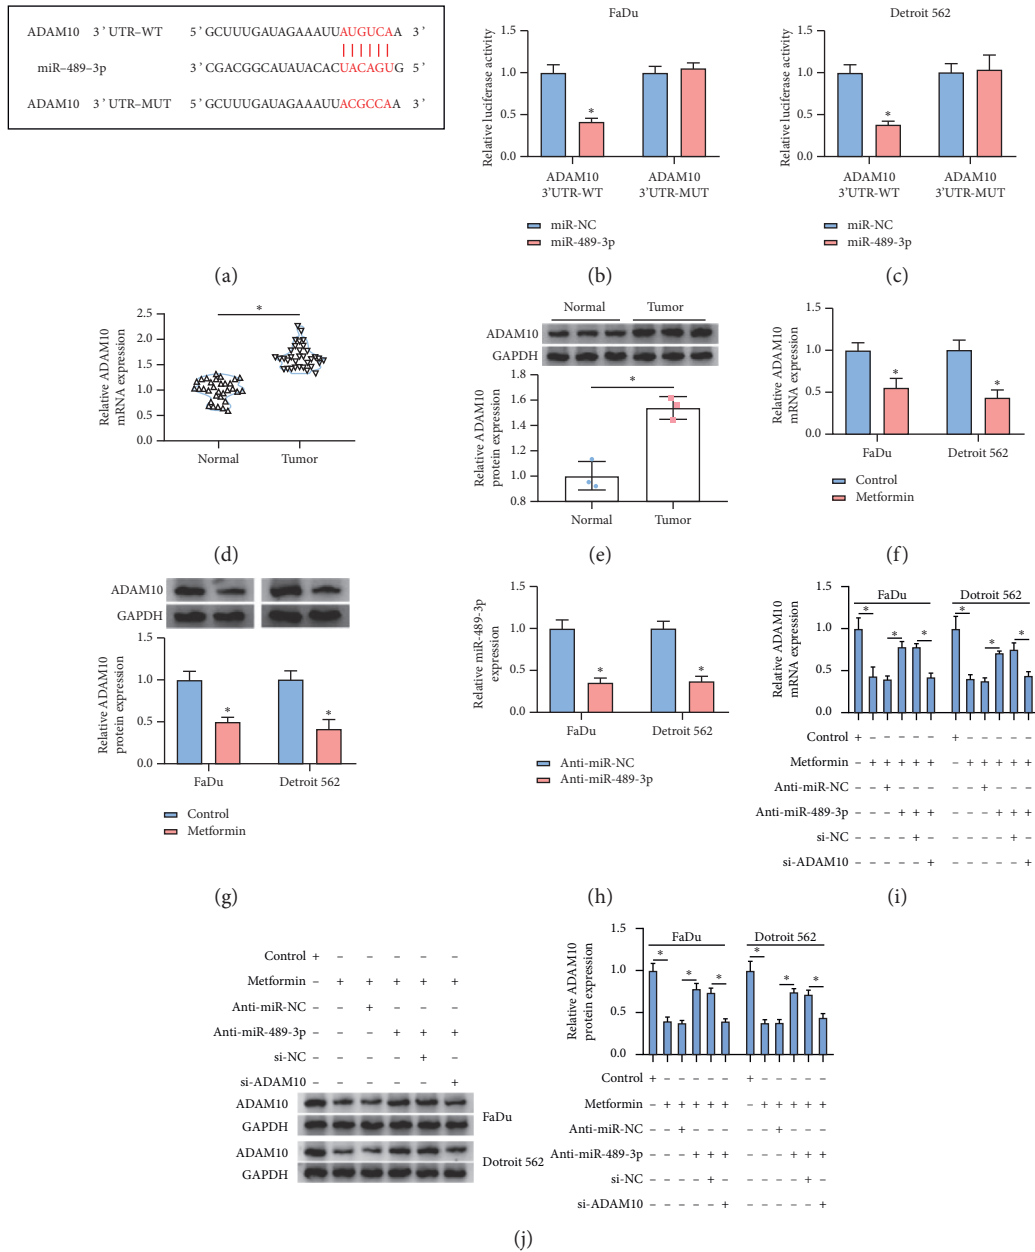 ADAM10 3’UTR–WT 5’GCUUUGAUAGAAAUUAUGUCAA 3’
miR–489–3p 3’CGACGGCAUAUACACUACAGUG 5’
ADAM10 3’UTR–MUT 5’GCUUUGAUAGAAAUUACGCCAA 3’
(a)
FaDu
Relative luciferase activity
1.5
1.0
0.5
0.0
*
ADAM10 3’UTR-WT
ADAM10 3’UTR-MUT
miR-NC
miR-489-3p
(b)
Detroit 562
Relative luciferase activity
1.5
1.0
0.5
0.0
*
ADAM10 3’UTR-WT
ADAM10 3’UTR-MUT
miR-NC
miR-489-3p
(c)
Relative ADAM10 mRNA expression
2.5
2.0
1.5
1.0
0.5
0.0
*
Normal Tumor
(d)
Normal Tumor
ADAM10
GAPDH
Relative ADAM10 protein expression
1.8
1.6
1.4
1.2
1.0
0.8
*
Normal Tumor
(e)
Relative ADAM10 mRNA expression
1.5
1.0
0.5
0.0
* *
FaDu Detroit 562
Control
Metformin
(f)
ADAM10
GAPDH
Relative ADAM10 protein expression
1.5
1.0
0.5
0.0
* *
FaDu Detroit 562
Control
Metformin
(g)
Relative miR-489-3p expression
1.5
1.0
0.5
0.0
* *
FaDu Detroit 562
Anti-miR-NC
Anti-miR-489-3p
(h)
Relative ADAM10 mRNA expression
1.5
1.0
0.5
0.0
FaDu Dotroit 562
* * * * * *
Control + – – – – – + – – – – –
Metformin – + + + + + – + + + + +
Anti-miR-NC – – + – – – – – + – – –
Anti-miR-489-3p – – – + + + – – – + + +
si-NC – – – – + – – – – – + –
si-ADAM10 – – – – – + – – – – – +
(i)
Control + – – – – –
Metformin – + + + + +
Anti-miR-NC – – + – – –
Anti-miR-489-3p – – – + + +
si-NC – – – – + –
si-ADAM10 – – – – – +
ADAM10
GAPDH
FaDu
ADAM10
GAPDH
Dotroit 562
Relative ADAM10 protein expression
1.5
1.0
0.5
0.0
FaDu Dotroit 562
* * * * * *
Control + – – – – – + – – – – –
Metformin – + + + + + – + + + + +
Anti-miR-NC – – + – – – – – + – – –
Anti-miR-489-3p – – – + + + – – – + + +
si-NC – – – – + – – – – – + –
si-ADAM10 – – – – – + – – – – – +
(j)